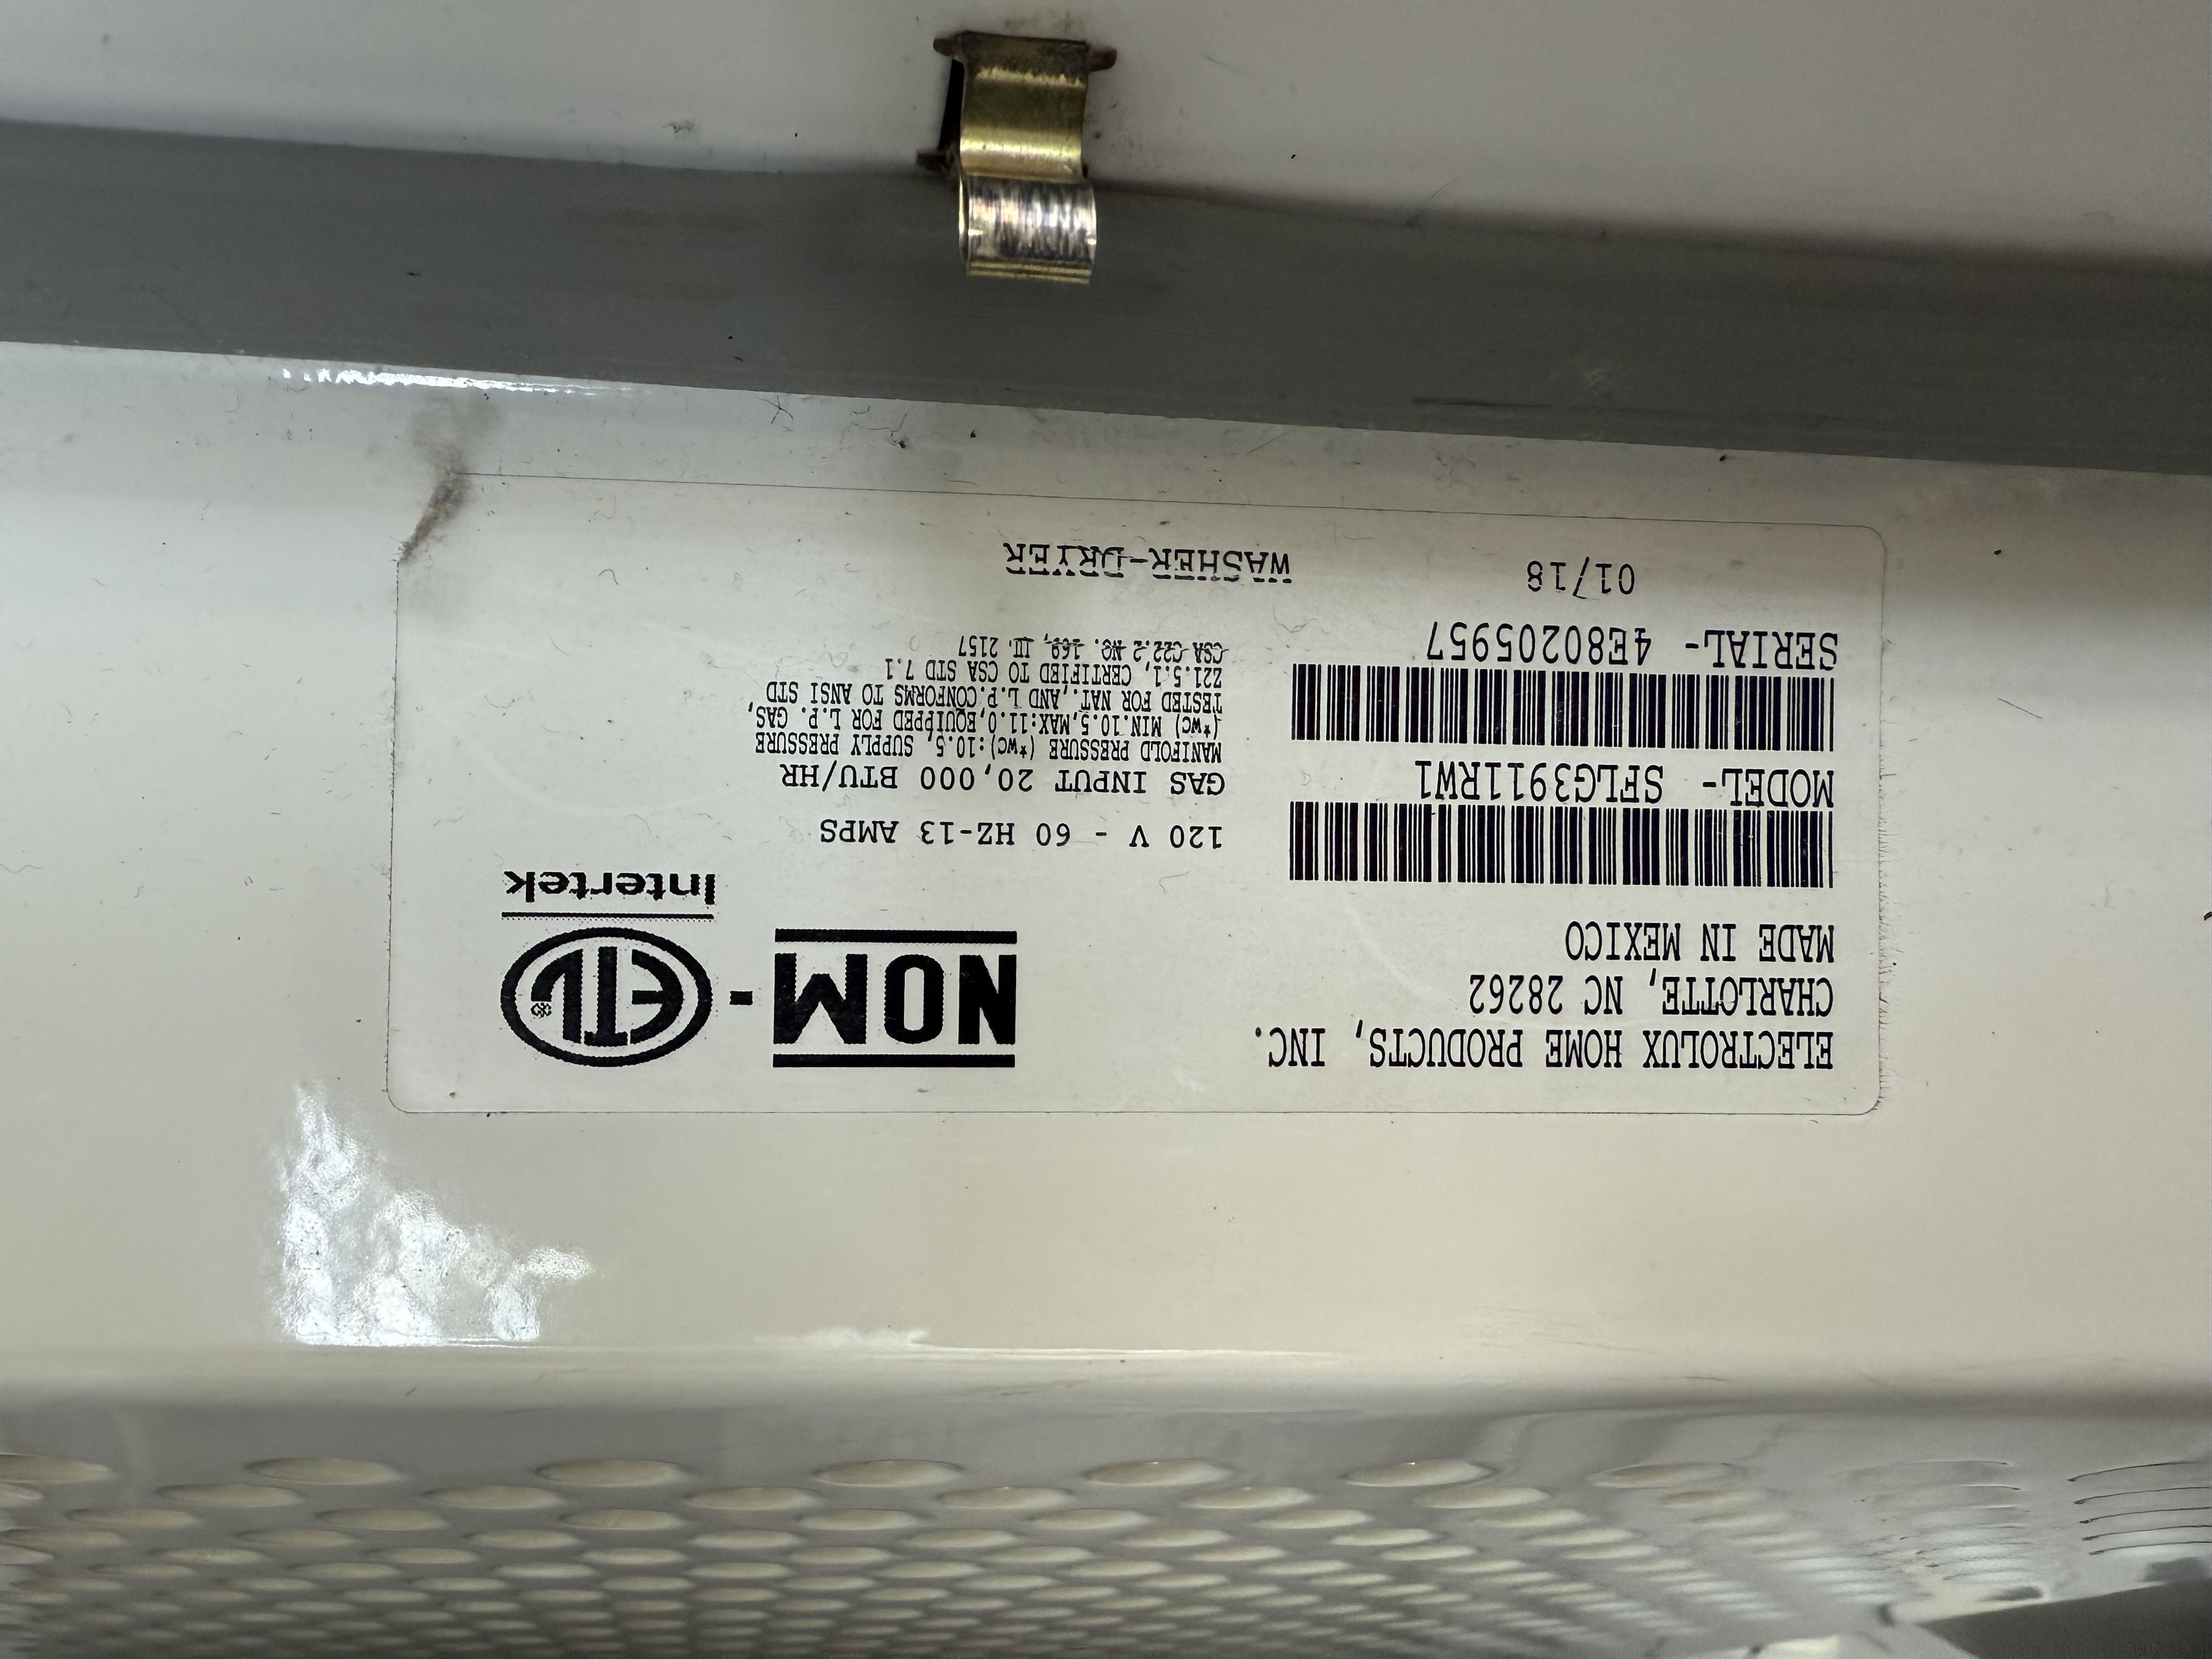 ELECTROLUX HOME PRODUCTS, INC.
CHARLOTTE, NC 28262
MADE IN MEXICO
MODEL- SFLG3911RW1
SERIAL- 4E80205957
01/18
NOM - ETL
Intertek
120 V - 60 HZ-13 AMPS
GAS INPUT 20,000 BTU/HR
MANIFOLD PRESSURE (*wc):10.5, SUPPLY PRESSURE
(*wc) MIN.10.5,MAX:11.0,EQUIPPED FOR L.P. GAS,
TESTED FOR NAT.,AND L.P.CONFORMS TO ANSI STD
Z21.5.1, CERTIFIED TO CSA STD 7.1
CSA C22.2 NO. 169, UL 2157
WASHER-DRYER